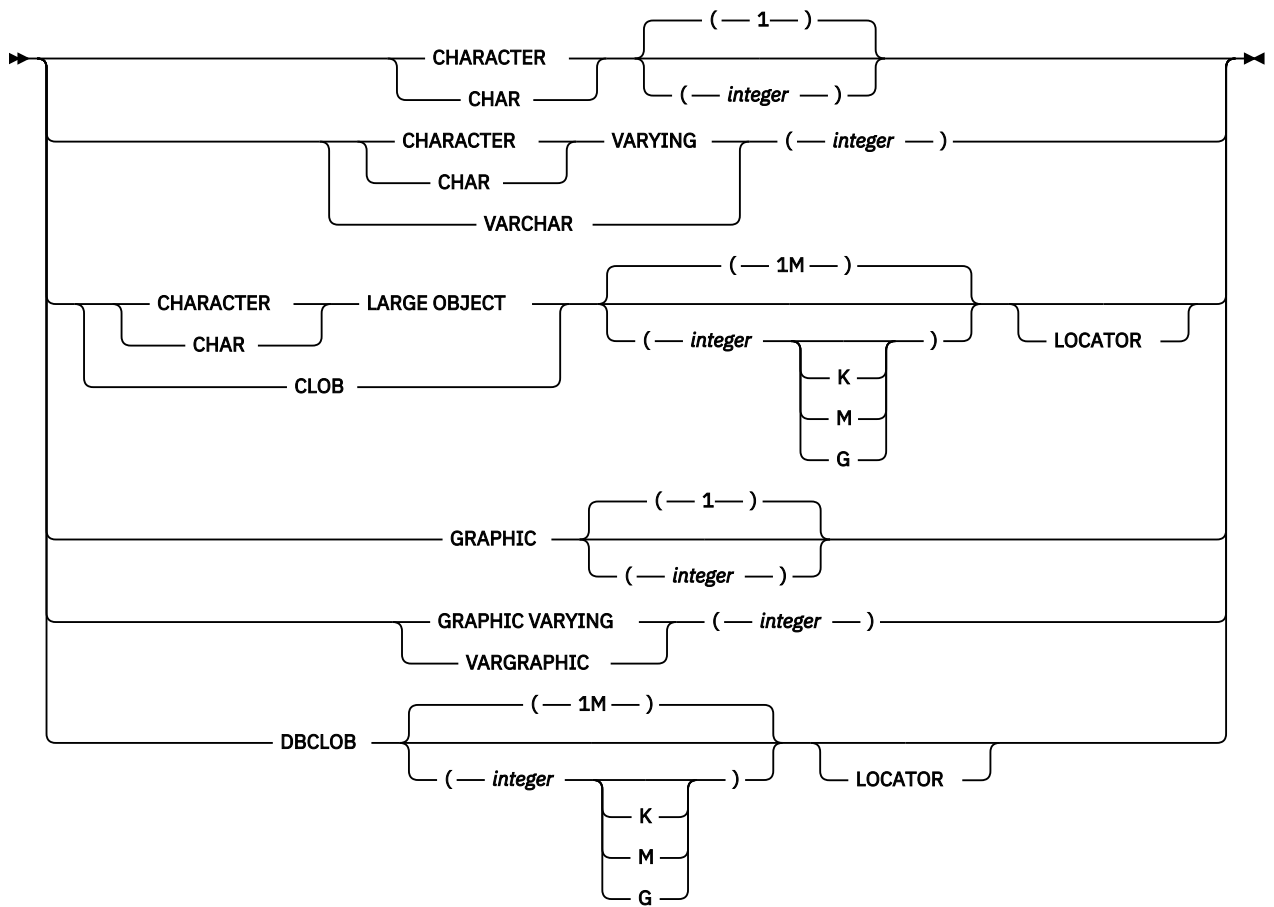 ( 1 )
CHARACTER
CHAR
( integer )
CHARACTER VARYING ( integer )
CHAR
VARCHAR
( 1M )
CHARACTER LARGE OBJECT
CHAR
( integer )
LOCATOR
K
CLOB
M
G
( 1 )
GRAPHIC
( integer )
GRAPHIC VARYING ( integer )
VARGRAPHIC
( 1M )
DBCLOB
( integer )
LOCATOR
K
M
G